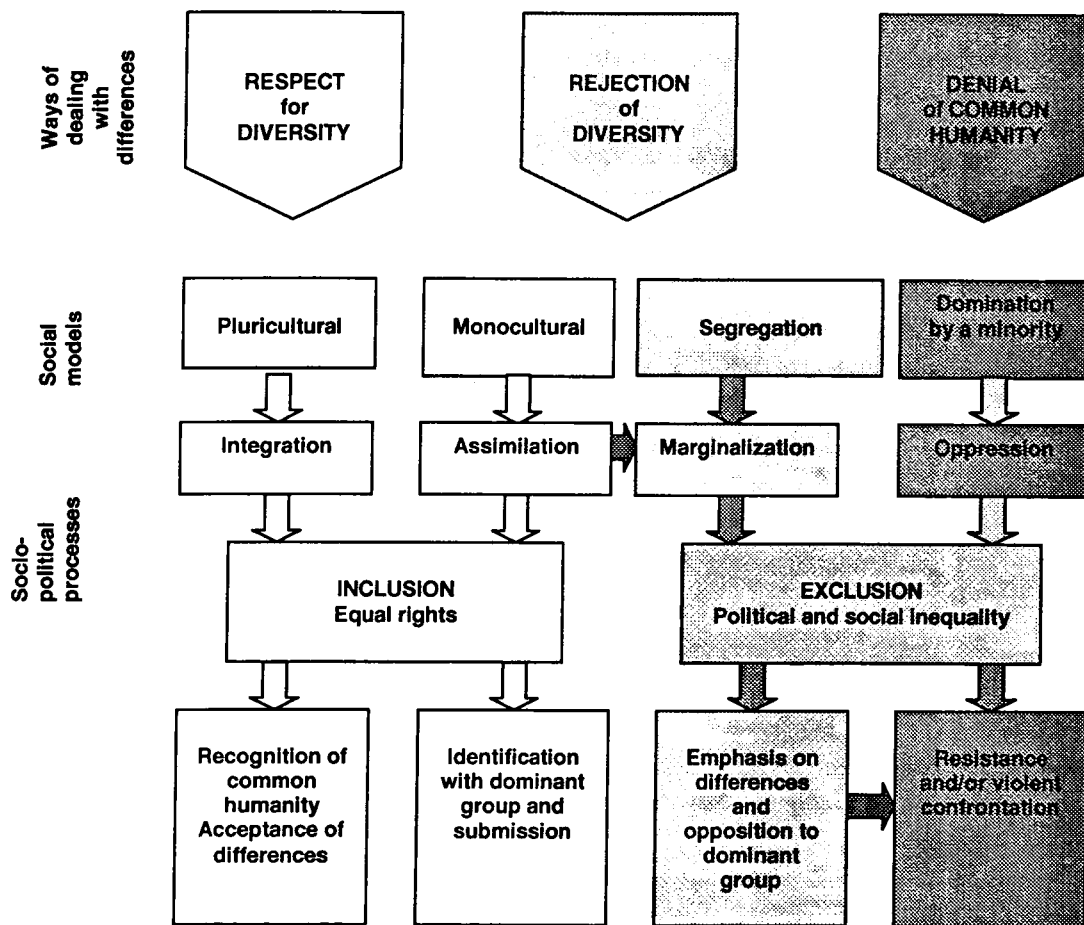 Ways of
dealing
with
differences
RESPECT
for
DIVERSITY
REJECTION
of
DIVERSITY
DENIAL
of COMMON
HUMANITY
Social
models
Pluricultural
Monocultural
Segregation
Domination
by a minority
Integration
Assimilation
Marginalization
Oppression
Socio-
political
processes
INCLUSION
Equal rights
EXCLUSION
Political and social inequality
Recognition of
common
humanity
Acceptance of
differences
Identification
with dominant
group and
submission
Emphasis on
differences
and
opposition to
dominant
group
Resistance
and/or violent
confrontation